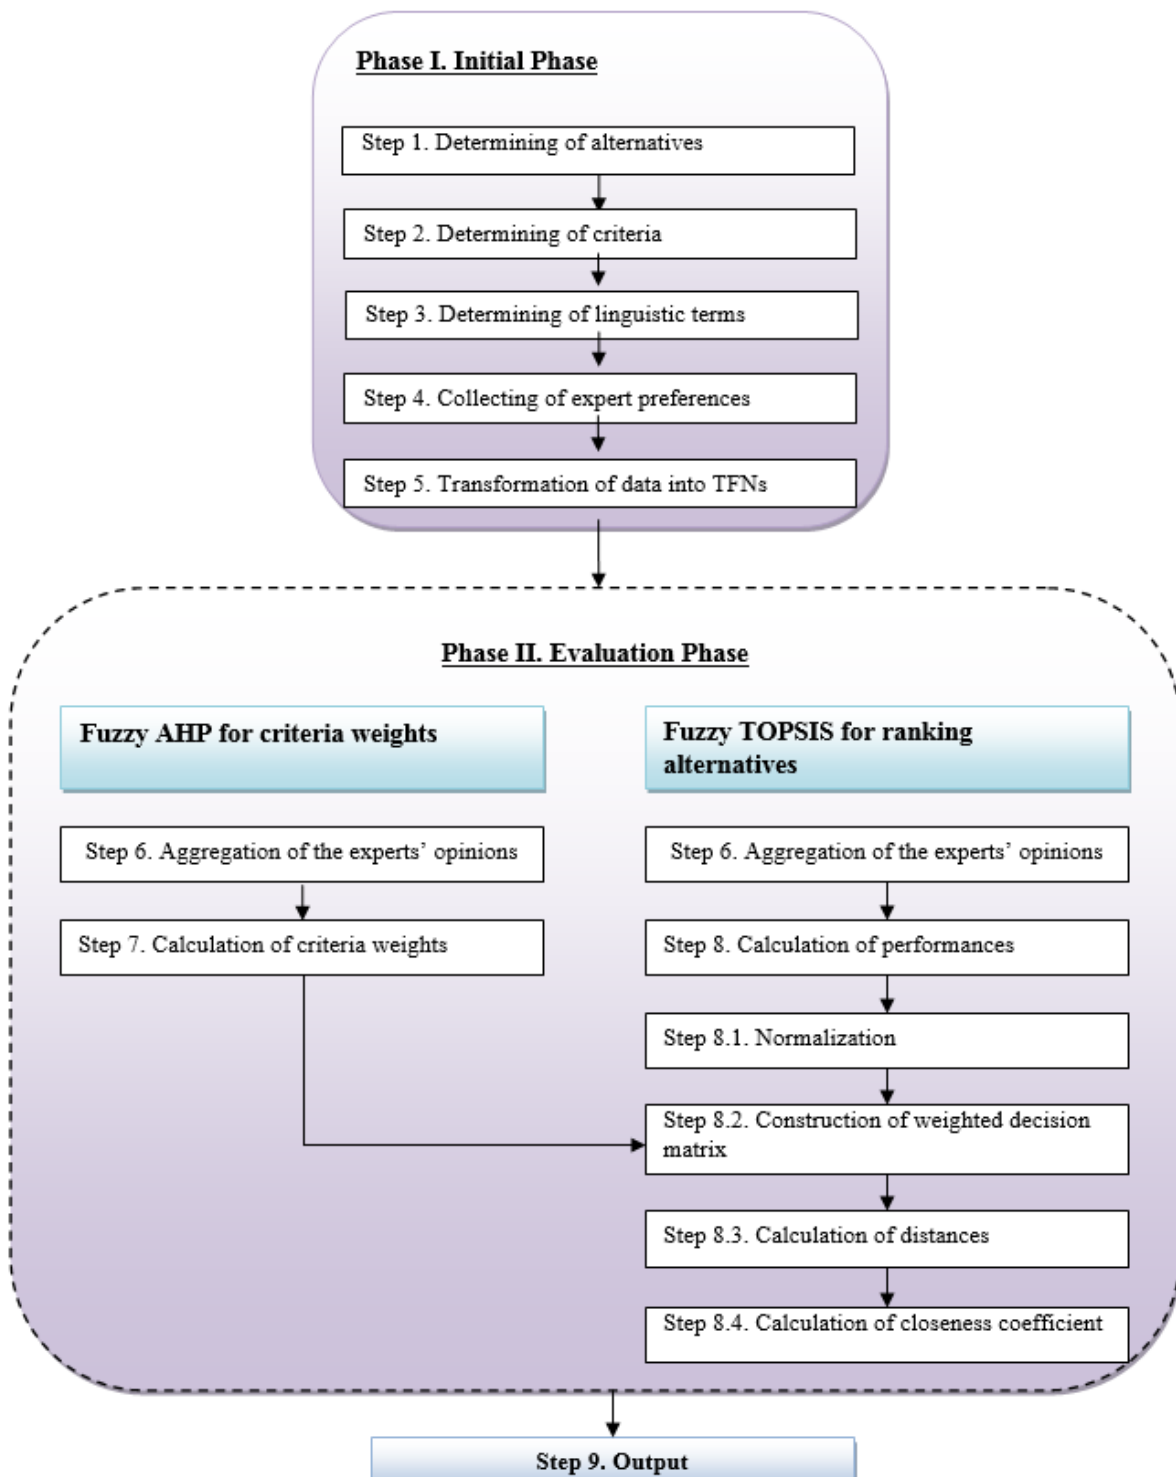 Phase I. Initial Phase
Step 1. Determining of alternatives
Step 2. Determining of criteria
Step 3. Determining of linguistic terms
Step 4. Collecting of expert preferences
Step 5. Transformation of data into TFNs
Phase II. Evaluation Phase
Fuzzy AHP for criteria weights
Step 6. Aggregation of the experts’ opinions
Step 7. Calculation of criteria weights
Fuzzy TOPSIS for ranking
alternatives
Step 6. Aggregation of the experts’ opinions
Step 8. Calculation of performances
Step 8.1. Normalization
Step 8.2. Construction of weighted decision
matrix
Step 8.3. Calculation of distances
Step 8.4. Calculation of closeness coefficient
Step 9. Output